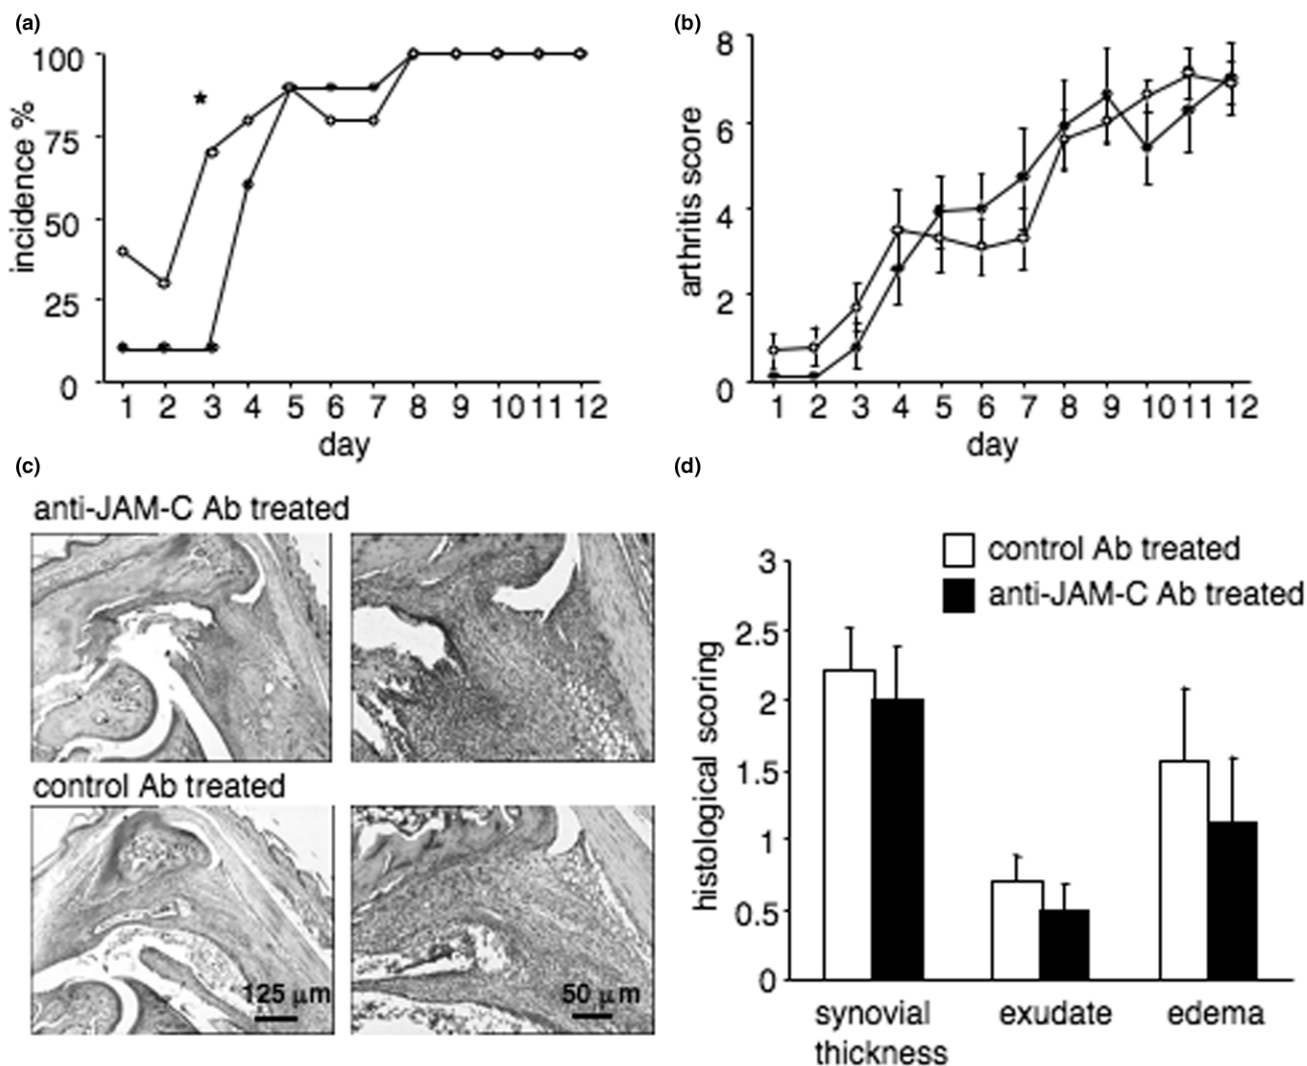 (a)
100
75
50
25
0
incidence %
★
1 2 3 4 5 6 7 8 9 10 11 12
day
(b)
8
6
4
2
0
arthritis score
1 2 3 4 5 6 7 8 9 10 11 12
day
(c)
anti-JAM-C Ab treated
control Ab treated
125 μm
50 μm
(d)
control Ab treated
anti-JAM-C Ab treated
3
2.5
2
1.5
1
0.5
0
histological scoring
synovial
thickness
exudate
edema